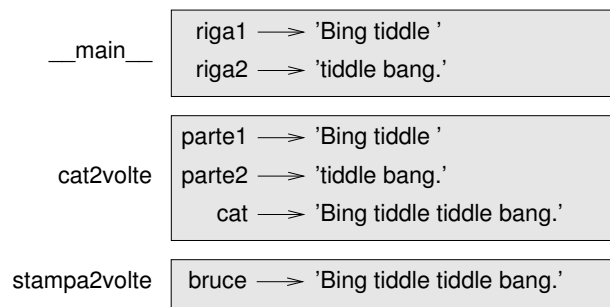 __main__
riga1 → 'Bing tiddle ’
riga2 → ’tiddle bang.’
cat2volte
parte1 → ’Bing tiddle ’
parte2 → ’tiddle bang.’
cat → ’Bing tiddle tiddle bang.’
stampa2volte
bruce → ’Bing tiddle tiddle bang.’